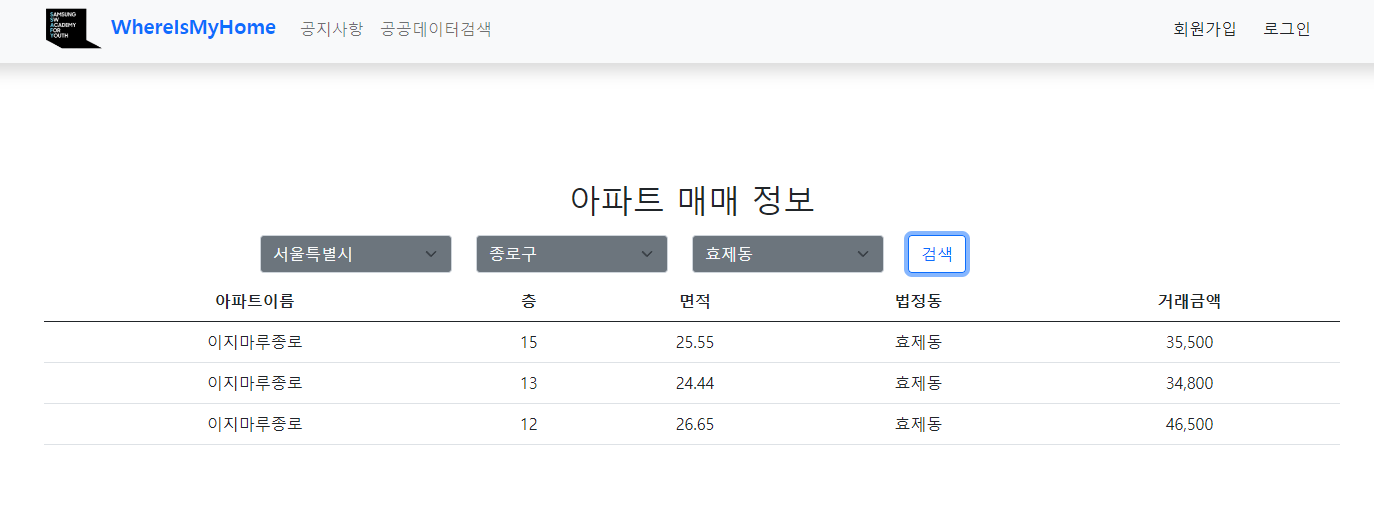 SAMSUNG
SW
ACADEMY
FOR
YOUTH
WhereIsMyHome 공지사항 공공데이터검색 회원가입 로그인
아파트 매매 정보
서울특별시 종로구 효제동 검색
아파트이름 층 면적 법정동 거래금액
이지마루종로 15 25.55 효제동 35,500
이지마루종로 13 24.44 효제동 34,800
이지마루종로 12 26.65 효제동 46,500